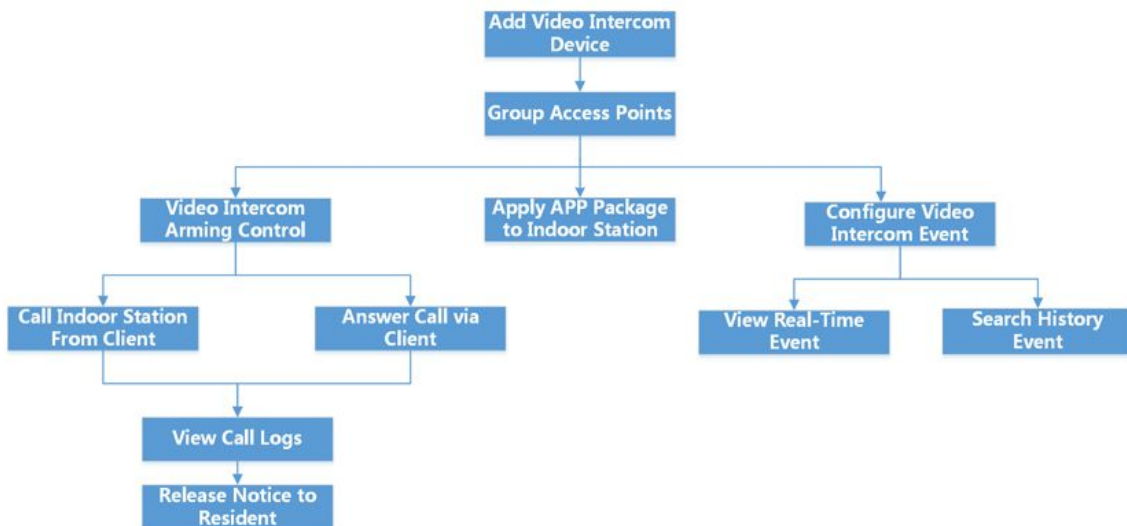 Add Video Intercom
Device
Group Access Points
Video Intercom
Arming Control
Apply APP Package
to Indoor Station
Configure Video
Intercom Event
Call Indoor Station
From Client
Answer Call via
Client
View Real-Time
Event
Search History
Event
View Call Logs
Release Notice to
Resident